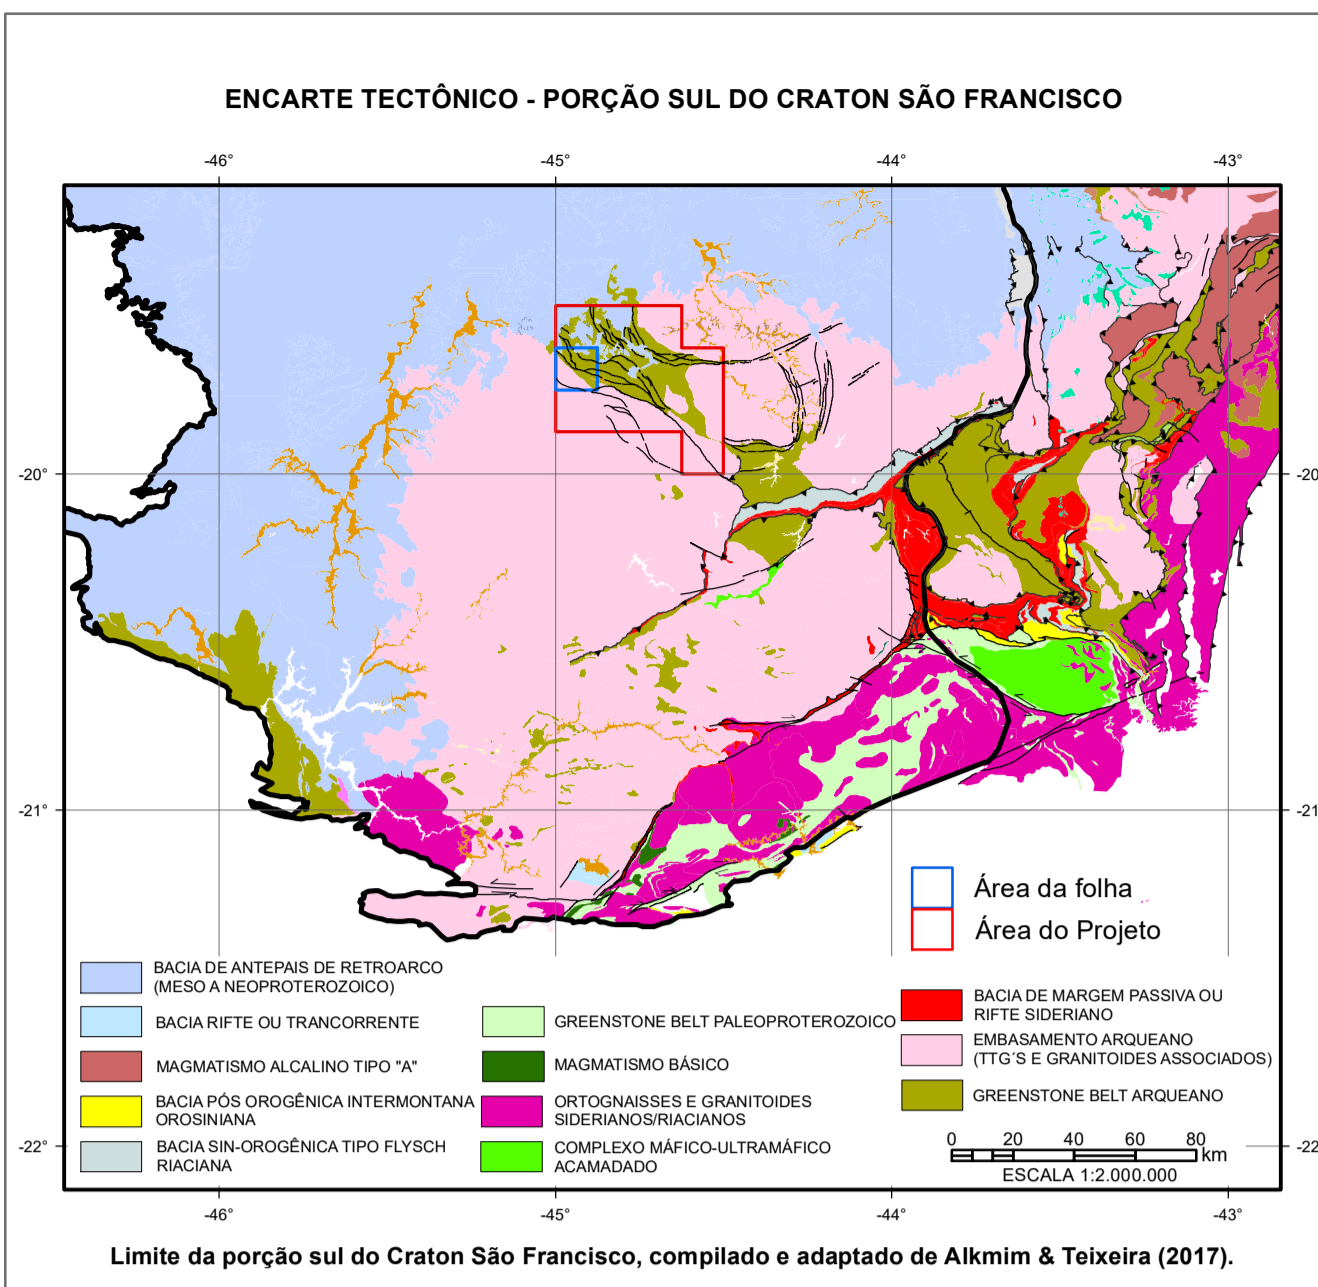 ENCARTE TECTÔNICO - PORÇÃO SUL DO CRATON SÃO FRANCISCO
-46°
-45°
-44°
-43°
-20°
-20
-21°
-21
-22°
-22
Área da folha
Área do Projeto
BACIA DE ANTEPAIS DE RETROARCO
(MESO A NEOPROTEROZOICO)
BACIA RIFTE OU TRANCORRENTE
MAGMATISMO ALCALINO TIPO "A"
BACIA PÓS OROGÊNICA INTERMONTANA
OROSINIANA
BACIA SIN-OROGÊNICA TIPO FLYSCH
RIACIANA
GREENSTONE BELT PALEOPROTEROZOICO
MAGMATISMO BÁSICO
ORTOGNAISSES E GRANITOIDES
SIDERIANOS/RIACIANOS
COMPLEXO MÁFICO-ULTRAMÁFICO
ACAMADADO
BACIA DE MARGEM PASSIVA OU
RIFTE SIDERIANO
EMBASAMENTO ARQUEANO
(TTG´S E GRANITOIDES ASSOCIADOS)
GREENSTONE BELT ARQUEANO
0 20 40 60 80
km
ESCALA 1:2.000.000
-46°
-45°
-44°
-43°
Limite da porção sul do Craton São Francisco, compilado e adaptado de Alkmim & Teixeira (2017).